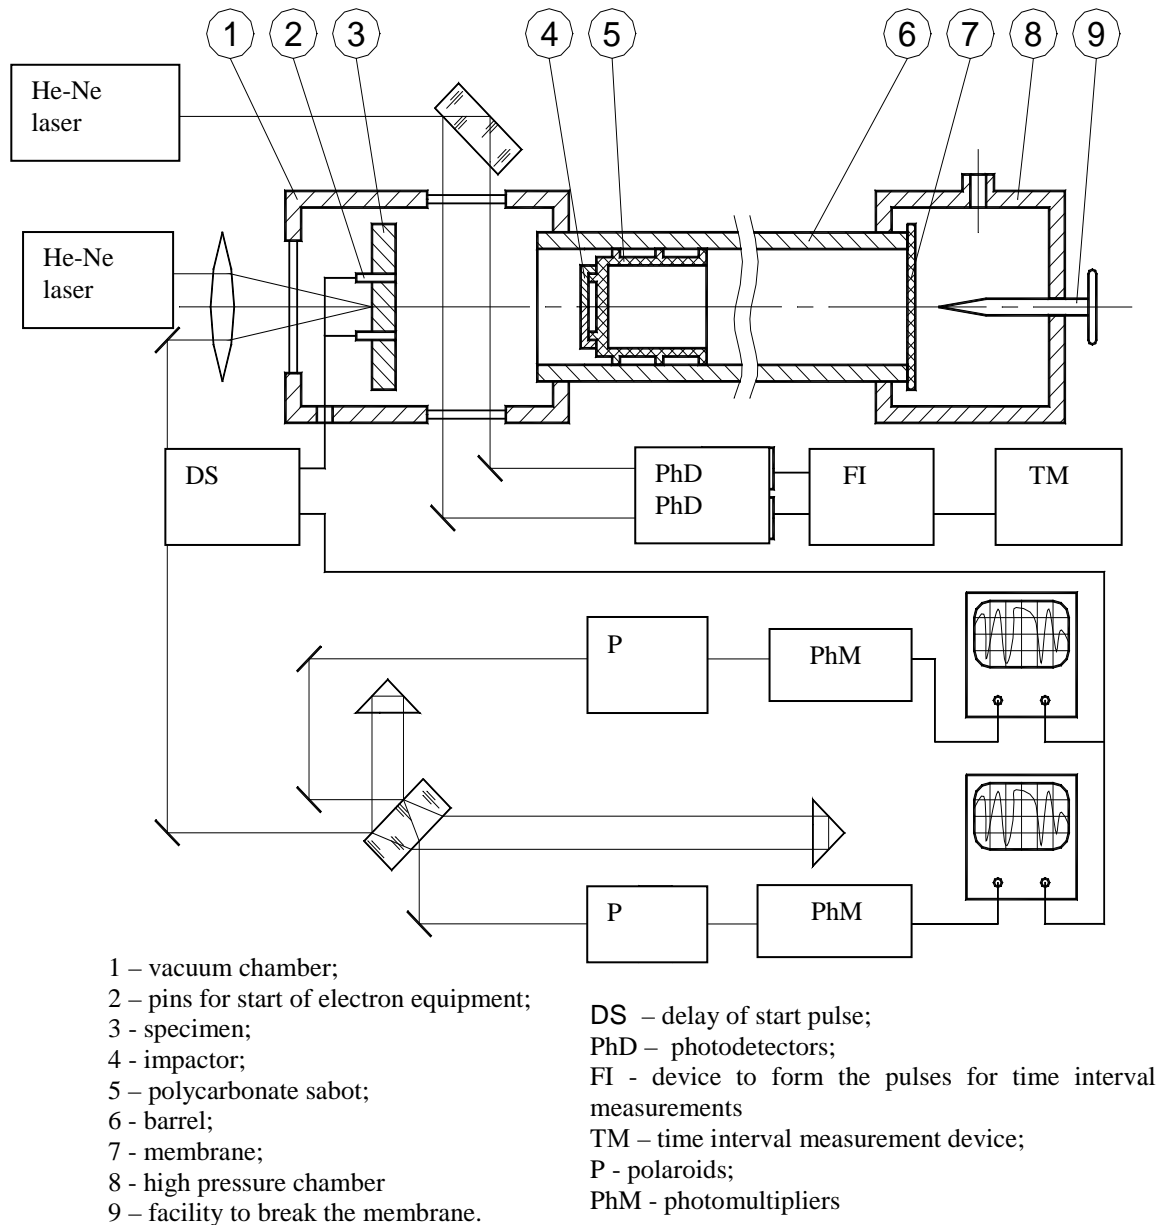 1 2 3 4 5 6 7 8 9
He-Ne
laser
He-Ne
laser
DS
PhD
PhD
FI
TM
P
PhM
P
PhM
1 – vacuum chamber;
2 – pins for start of electron equipment;
3 - specimen;
4 - impactor;
5 – polycarbonate sabot;
6 - barrel;
7 – membrane;
8 - high pressure chamber
9 – facility to break the membrane.
DS – delay of start pulse;
PhD – photodetectors;
FI - device to form the pulses for time interval
measurements
TM – time interval measurement device;
P - polaroids;
PhM - photomultipliers